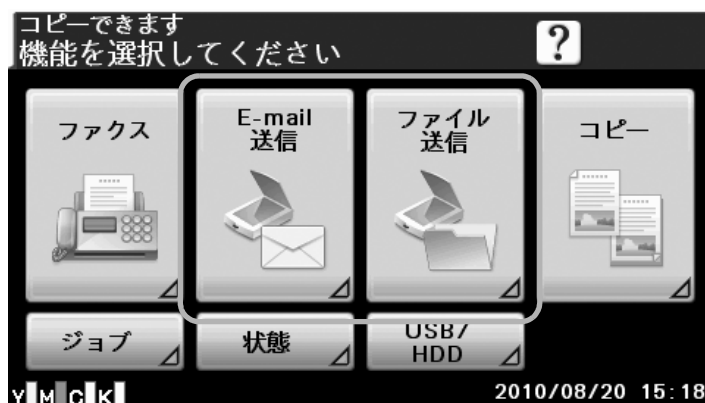 コピーできます
機能を選択してください
?
ファクス
E-mail
送信
ファイル
送信
コピー
ジョブ
状態
USB/
HDD
Y M C K
2010/08/20 15:18